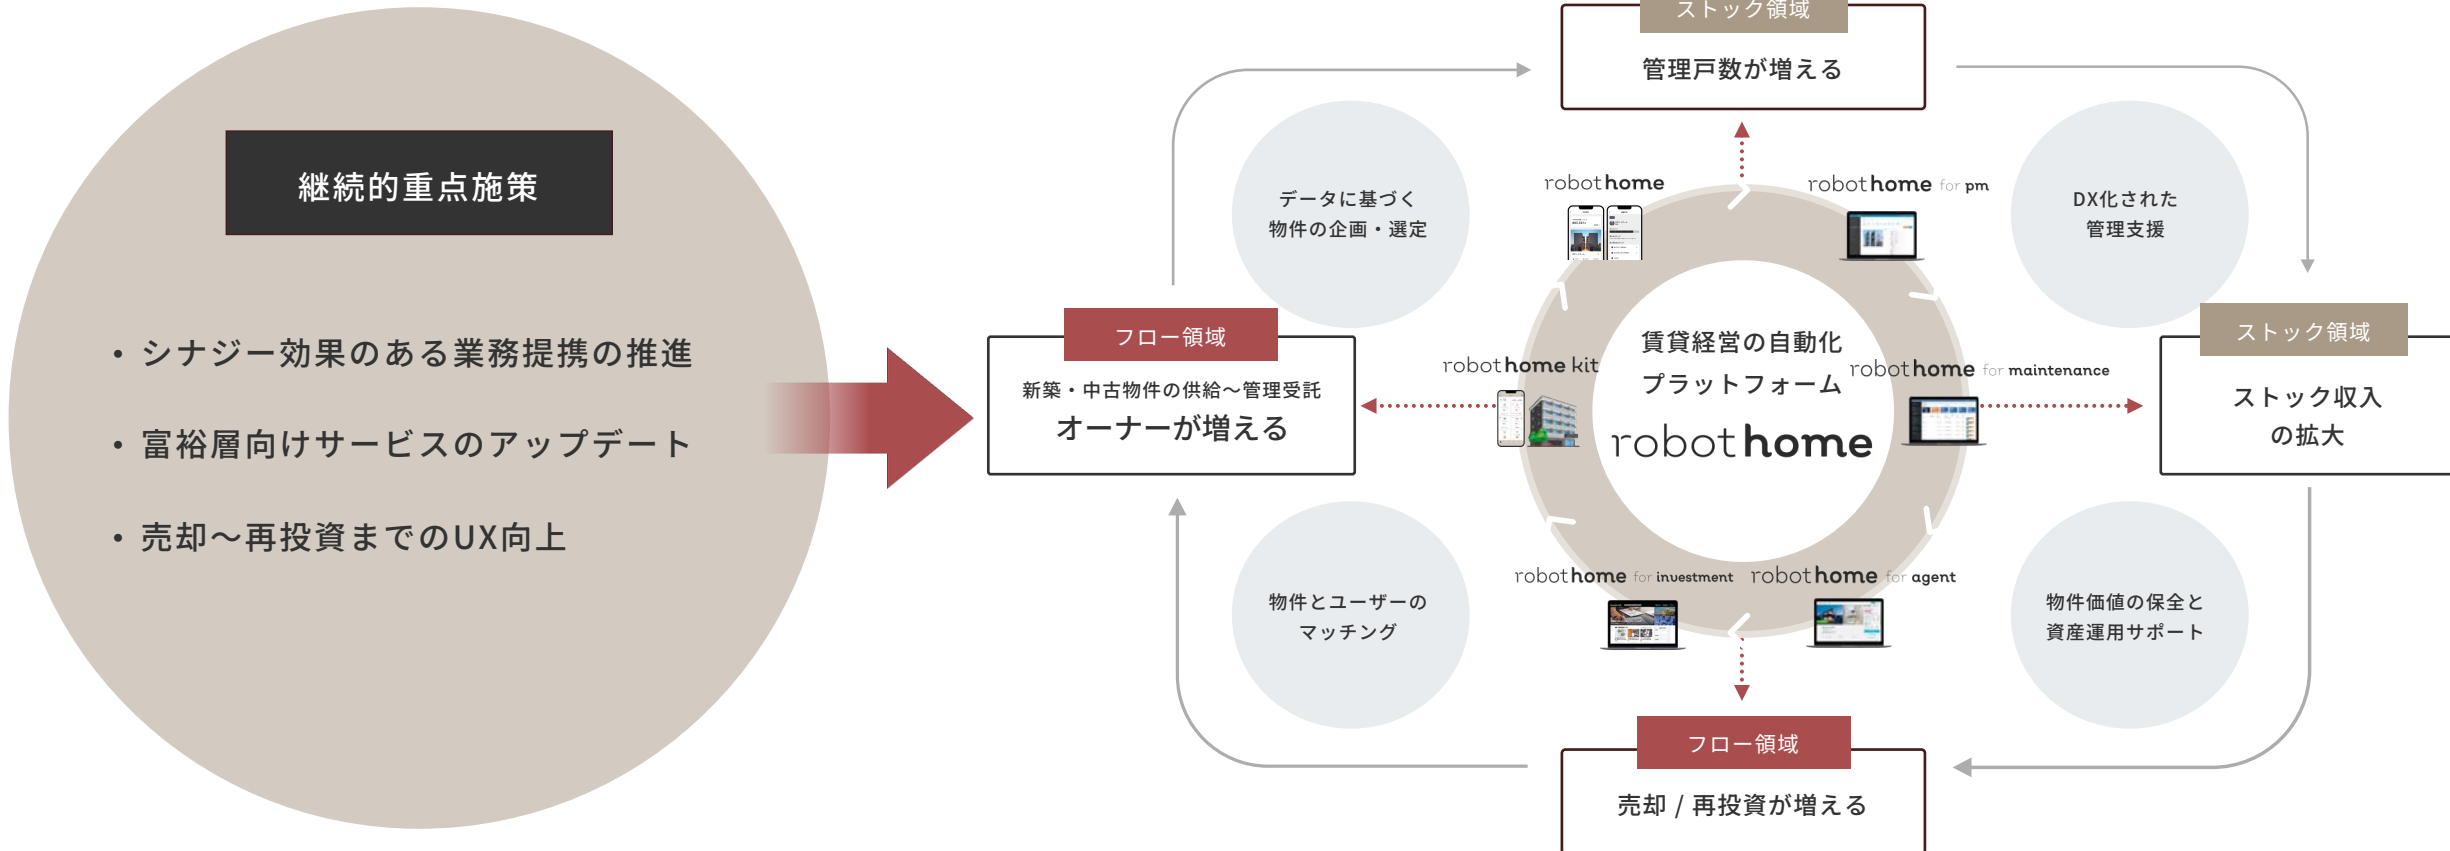 継続的重点施策
・シナジー効果のある業務提携の推進
・富裕層向けサービスのアップデート
・売却～再投資までのUX向上
ストック領域
管理戸数が増える
データに基づく
物件の企画・選定
robot home
robot home for pm
DX化された
管理支援
フロー領域
新築・中古物件の供給～管理受託
オーナーが増える
robot home kit
賃貸経営の自動化
プラットフォーム
robot home
robot home for maintenance
ストック領域
ストック収入
の拡大
物件とユーザーの
マッチング
robot home for investment
robot home for agent
物件価値の保全と
資産運用サポート
フロー領域
売却 / 再投資が増える